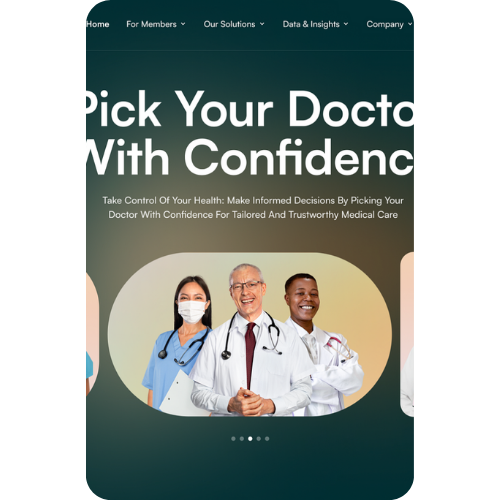 Home For Members Our Solutions Data & Insights Company
Pick Your Docto
With Confidenc
Take Control Of Your Health: Make Informed Decisions By Picking Your
Doctor With Confidence For Tailored And Trustworthy Medical Care